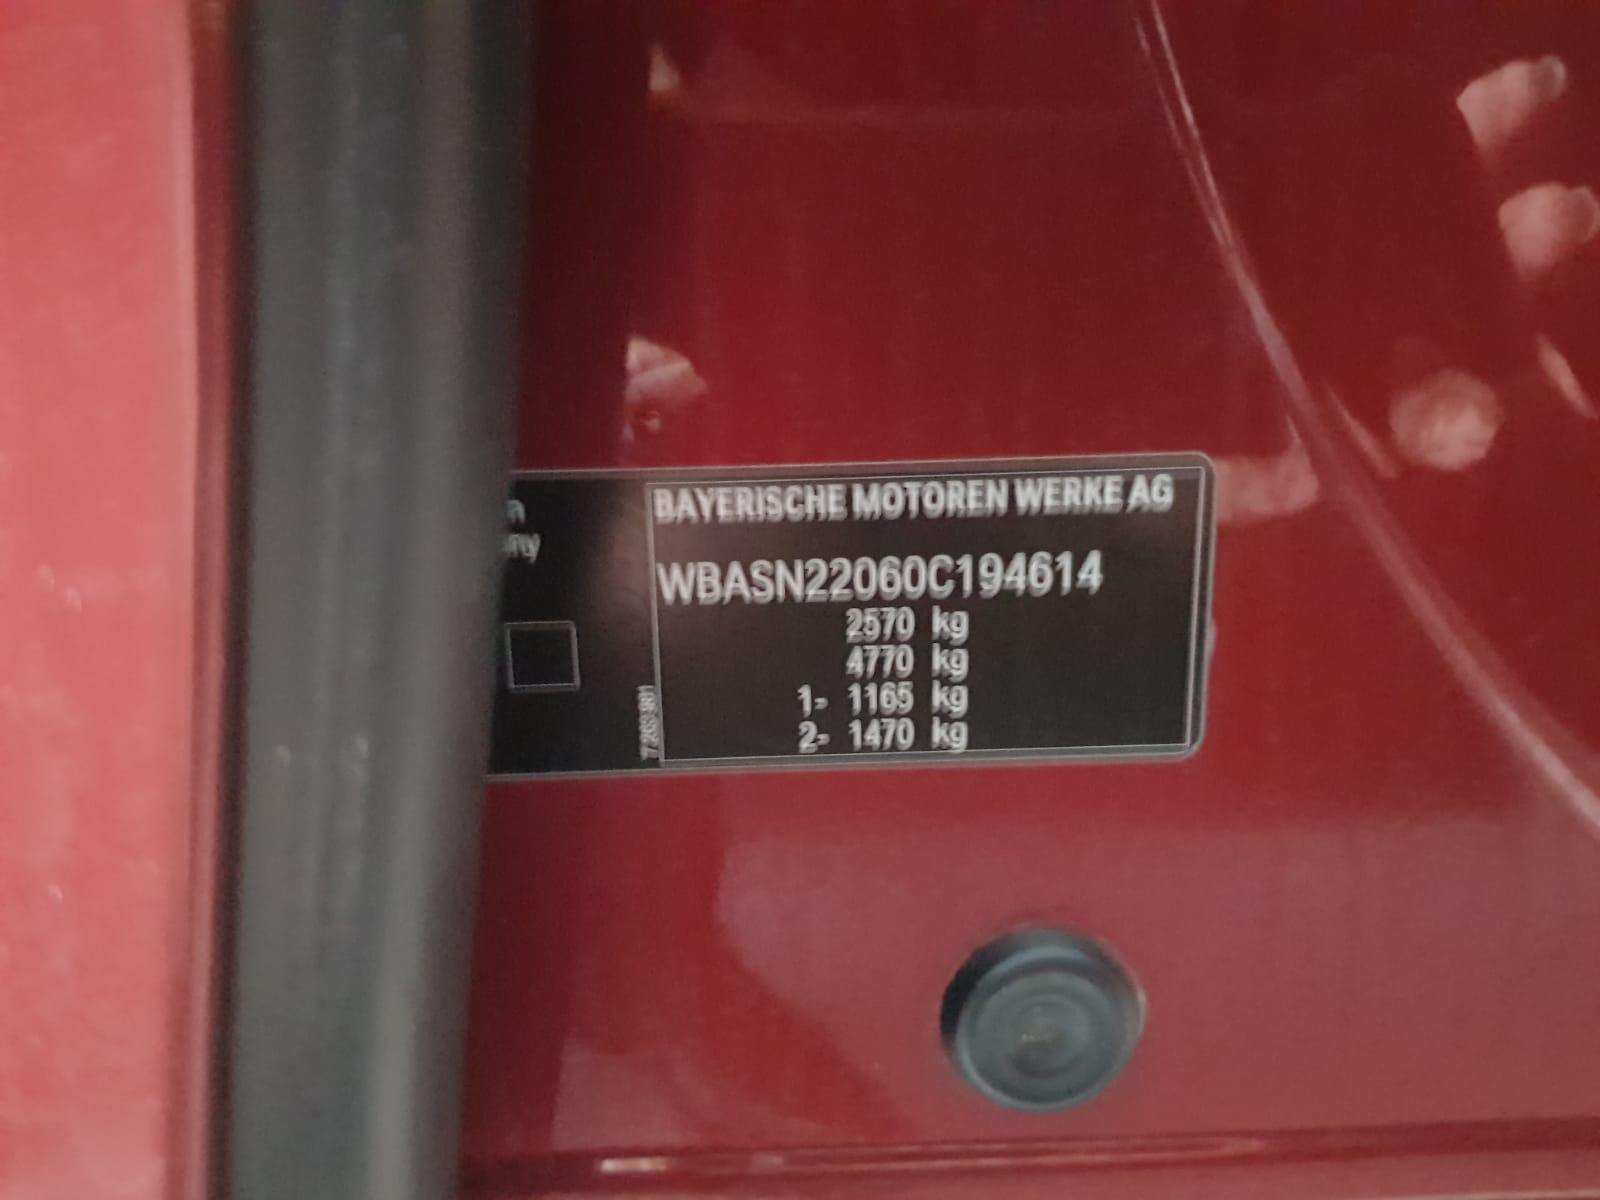 BAYERISCHE MOTOREN WERKE AG
WBASN22060C194614
2570 kg
4770 kg
1- 1165 kg
2- 1470 kg